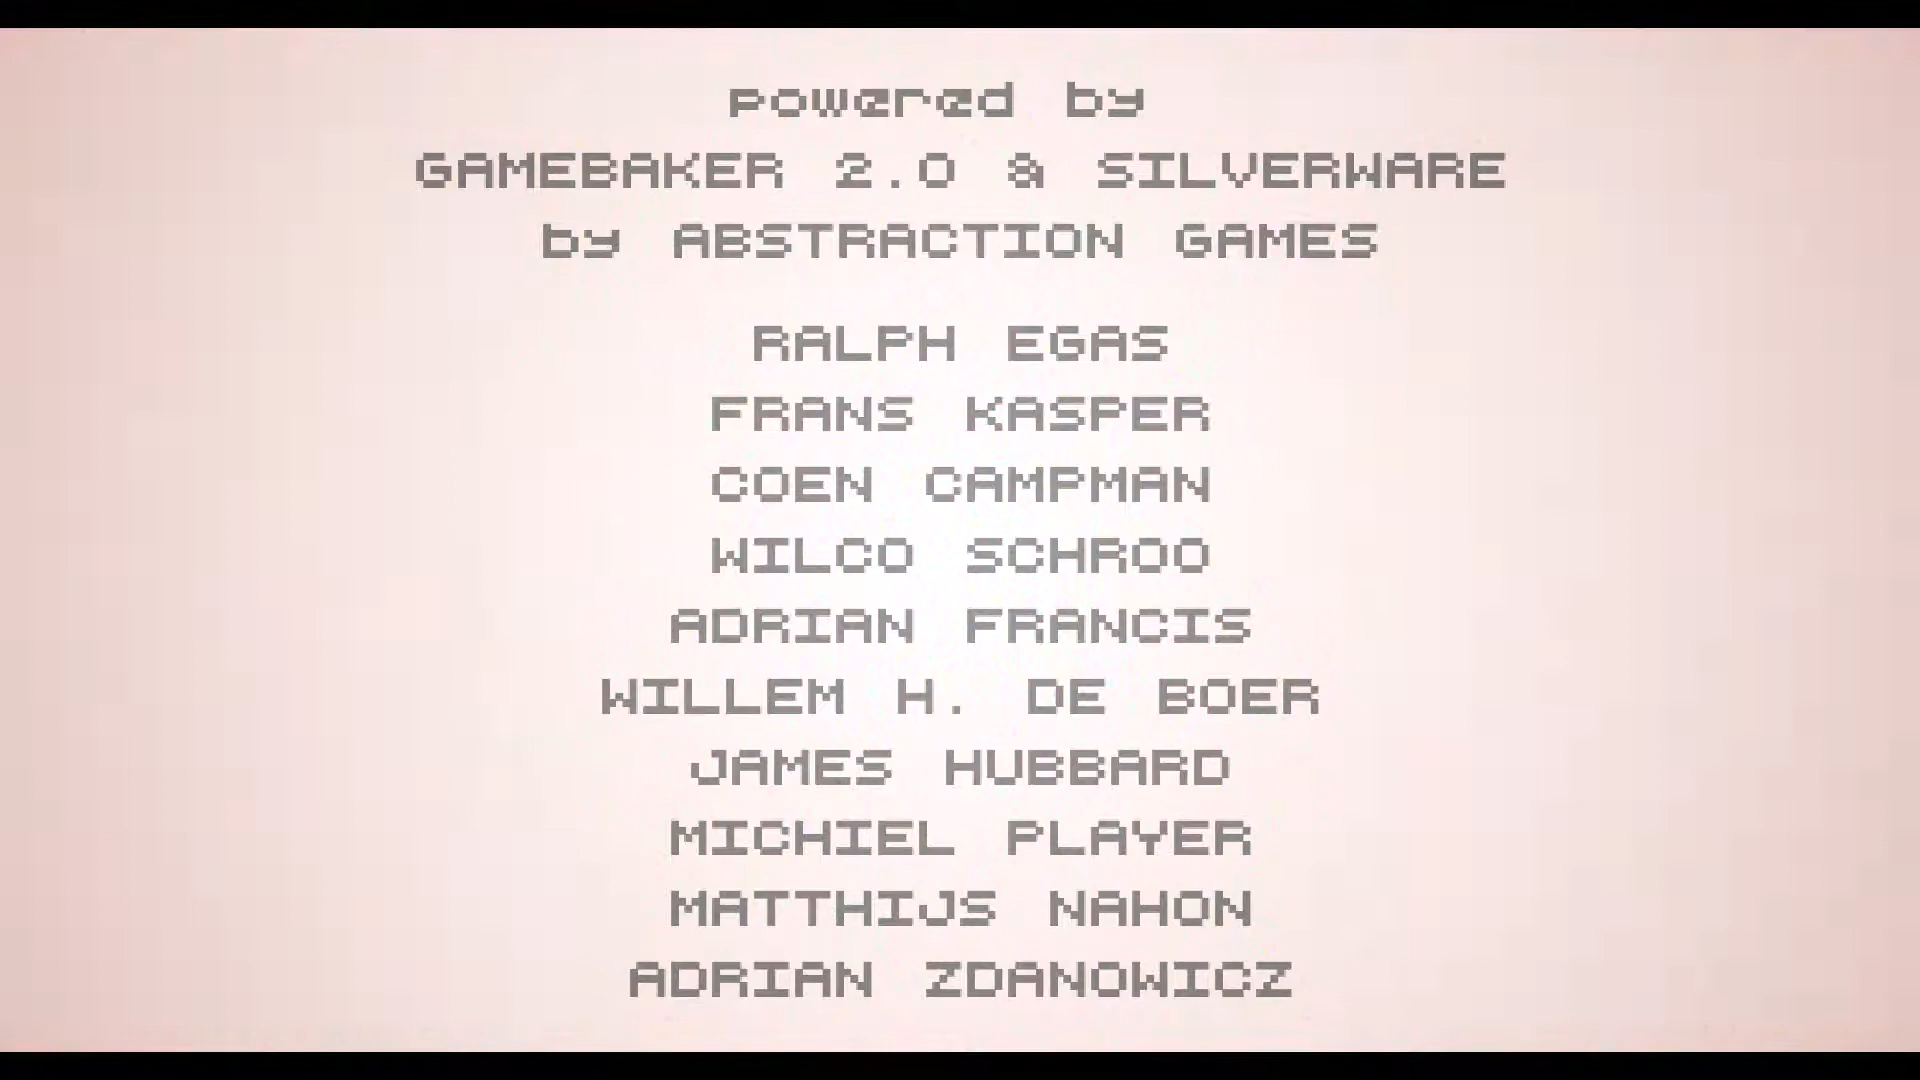 powered by
GAMEBAKER 2.0 & SILVERWARE
by ABSTRACTION GAMES
RALPH EGAS
FRANS KASPER
COEN CAMPMAN
WILCO SCHROO
ADRIAN FRANCIS
WILLEM H. DE BOER
JAMES HUBBARD
MICHIEL PLAYER
MATTHIJS NAHON
ADRIAN ZDANOWICZ